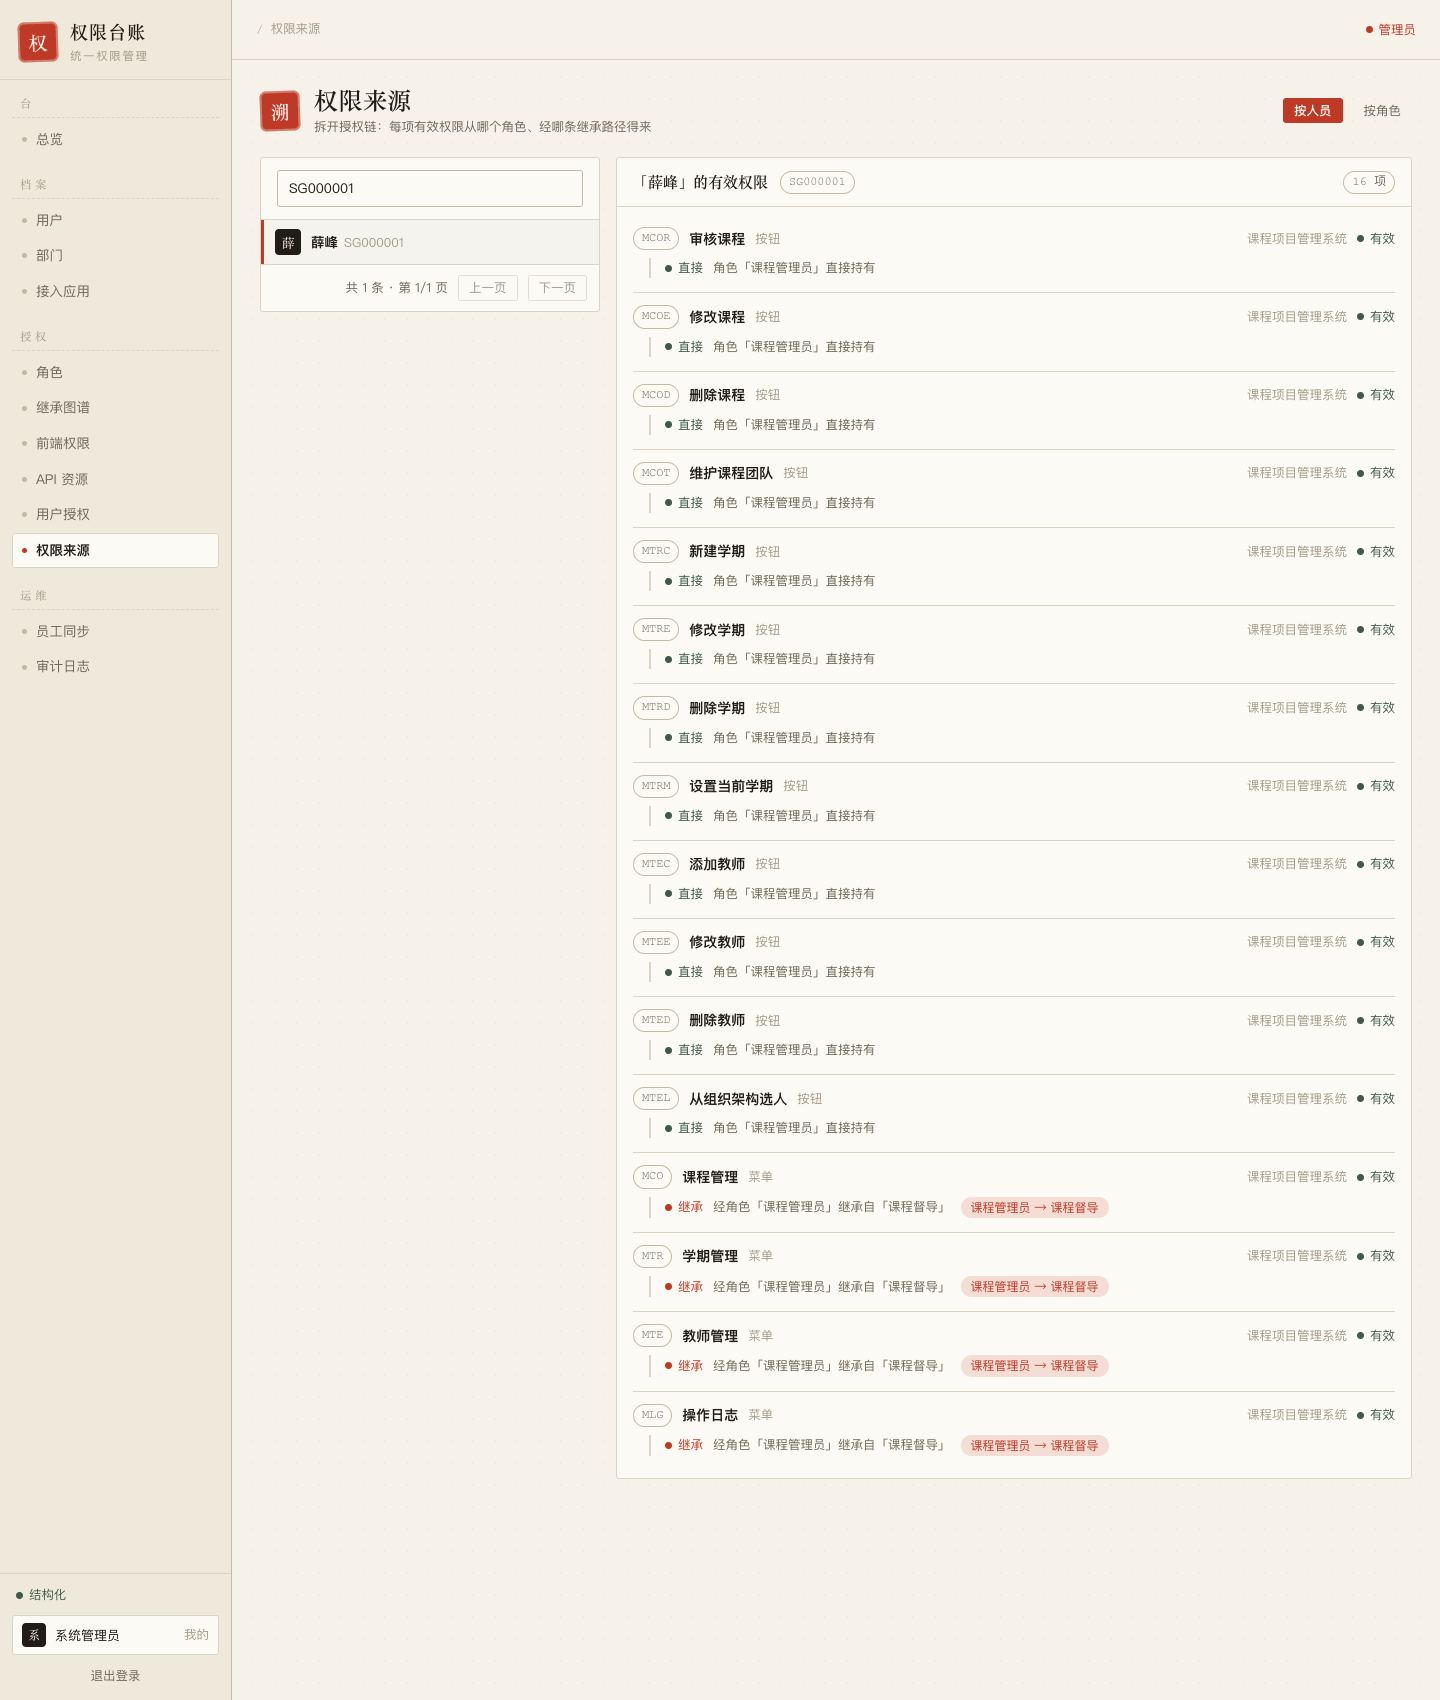 权
权限台账
统一权限管理
台
总览
档案
用户
部门
接入应用
授权
角色
继承图谱
前端权限
API 资源
用户授权
权限来源
运维
员工同步
审计日志
结构化
系
系统管理员
我的
退出登录
/ 权限来源
管理员
溯
权限来源
拆开授权链：每项有效权限从哪个角色、经哪条继承路径得来
按人员
按角色
SG000001
薛
薛峰 SG000001
共 1 条 · 第 1/1 页
上一页
下一页
「薛峰」的有效权限 SG000001 16 项
MCOR 审核课程 按钮 课程项目管理系统 有效
直接 角色「课程管理员」直接持有
MCOE 修改课程 按钮 课程项目管理系统 有效
直接 角色「课程管理员」直接持有
MCOD 删除课程 按钮 课程项目管理系统 有效
直接 角色「课程管理员」直接持有
MCOT 维护课程团队 按钮 课程项目管理系统 有效
直接 角色「课程管理员」直接持有
MTRC 新建学期 按钮 课程项目管理系统 有效
直接 角色「课程管理员」直接持有
MTRE 修改学期 按钮 课程项目管理系统 有效
直接 角色「课程管理员」直接持有
MTRD 删除学期 按钮 课程项目管理系统 有效
直接 角色「课程管理员」直接持有
MTRM 设置当前学期 按钮 课程项目管理系统 有效
直接 角色「课程管理员」直接持有
MTEC 添加教师 按钮 课程项目管理系统 有效
直接 角色「课程管理员」直接持有
MTEE 修改教师 按钮 课程项目管理系统 有效
直接 角色「课程管理员」直接持有
MTED 删除教师 按钮 课程项目管理系统 有效
直接 角色「课程管理员」直接持有
MTEL 从组织架构选人 按钮 课程项目管理系统 有效
直接 角色「课程管理员」直接持有
MCO 课程管理 菜单 课程项目管理系统 有效
继承 经角色「课程管理员」继承自「课程督导」 课程管理员 → 课程督导
MTR 学期管理 菜单 课程项目管理系统 有效
继承 经角色「课程管理员」继承自「课程督导」 课程管理员 → 课程督导
MTE 教师管理 菜单 课程项目管理系统 有效
继承 经角色「课程管理员」继承自「课程督导」 课程管理员 → 课程督导
MLG 操作日志 菜单 课程项目管理系统 有效
继承 经角色「课程管理员」继承自「课程督导」 课程管理员 → 课程督导